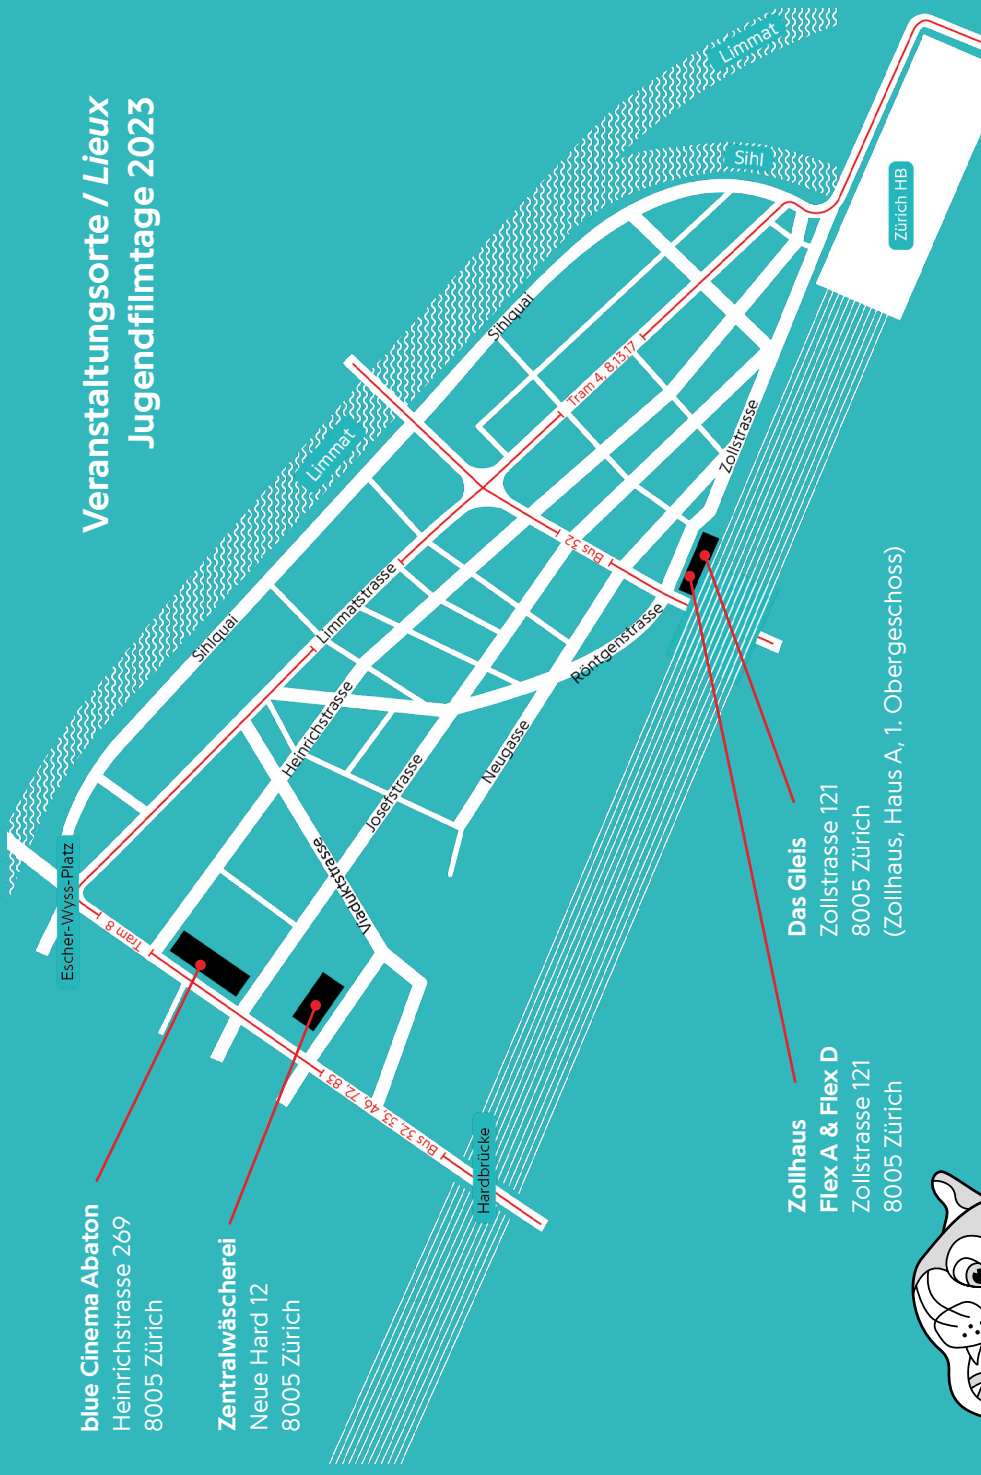 Veranstaltungsorte / Lieux
Jugendfilmtage 2023
blue Cinema Abaton
Heinrichstrasse 269
8005 Zürich
Zentralwäscherei
Neue Hard 12
8005 Zürich
Escher-Wyss-Platz
Tram 8
Bus 32, 33, 46, 72, 83
Hardbrücke
Sihlquai
Limmatstrasse
Heinrichstrasse
Josefstrasse
Viaduktstrasse
Neugasse
Röntgenstrasse
Limmat
Sihlquai
Tram 4, 8,13,17
Bus 32
Zollstrasse
Limmat
Sihl
Zürich HB
Zollhaus
Flex A & Flex D
Zollstrasse 121
8005 Zürich
Das Gleis
Zollstrasse 121
8005 Zürich
(Zollhaus, Haus A, 1. Obergeschoss)